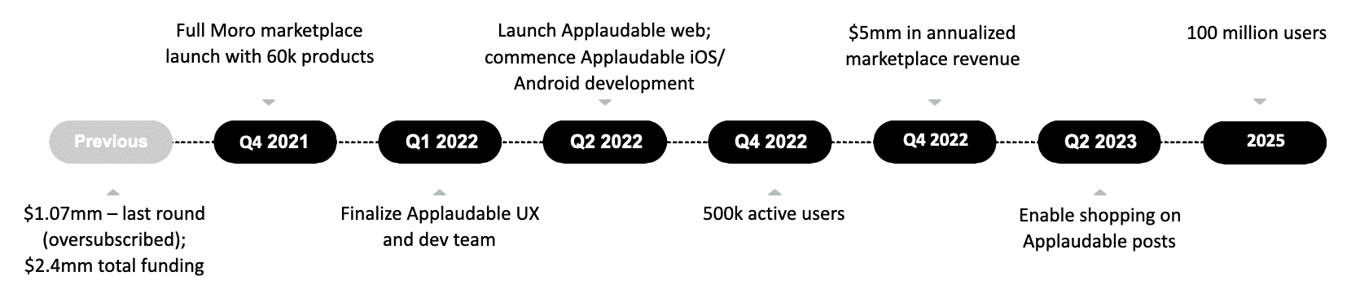 Full Moro marketplace
launch with 60k products
Launch Applaudable web;
commence Applaudable iOS/
Android development
$5mm in annualized
marketplace revenue
100 million users
Previous
Q4 2021
Q1 2022
Q2 2022
Q4 2022
Q4 2022
Q2 2023
2025
$1.07mm – last round
(oversubscribed);
$2.4mm total funding
Finalize Applaudable UX
and dev team
500k active users
Enable shopping on
Applaudable posts